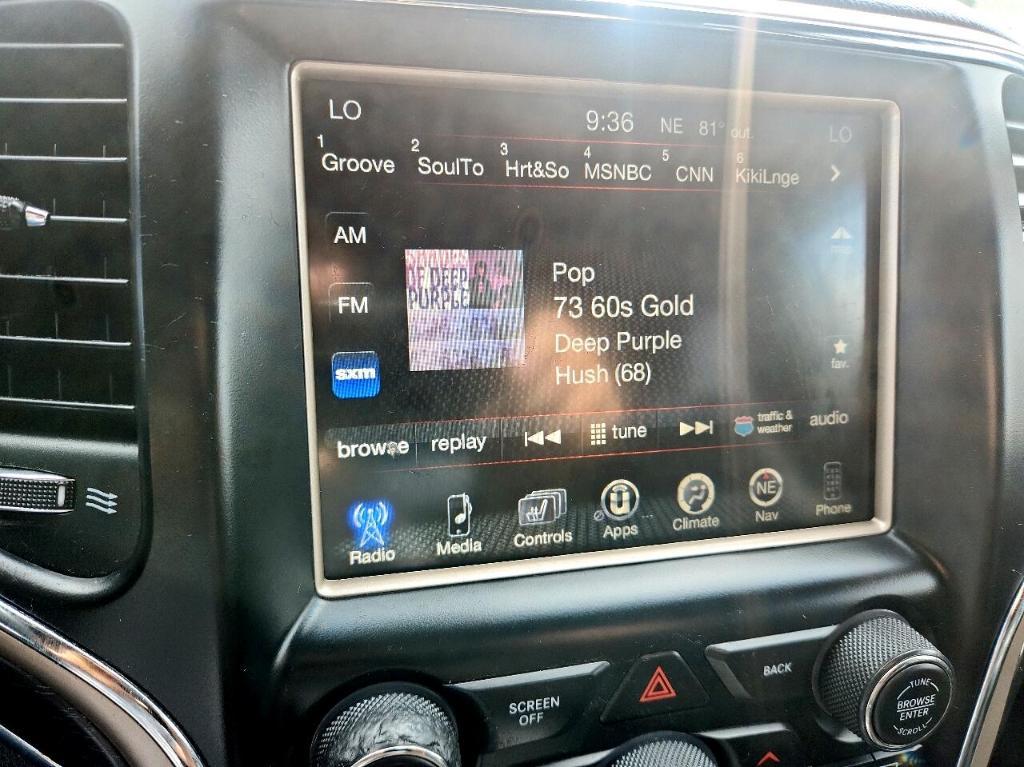 LO 9:36 NE 81° out. LO
1 Groove 2 SoulTo 3 Hrt&So 4 MSNBC 5 CNN 6 KikiLnge >
AM
map
OF DEEP
PURPLE
Pop
FM
73 60s Gold
Deep Purple
fav.
sxm
Hush (68)
browse replay tune traffic & weather audio
NE
Radio Media Controls Apps Climate Nav Phone
SCREEN
OFF
BACK
TUNE
BROWSE
ENTER
SCROLL